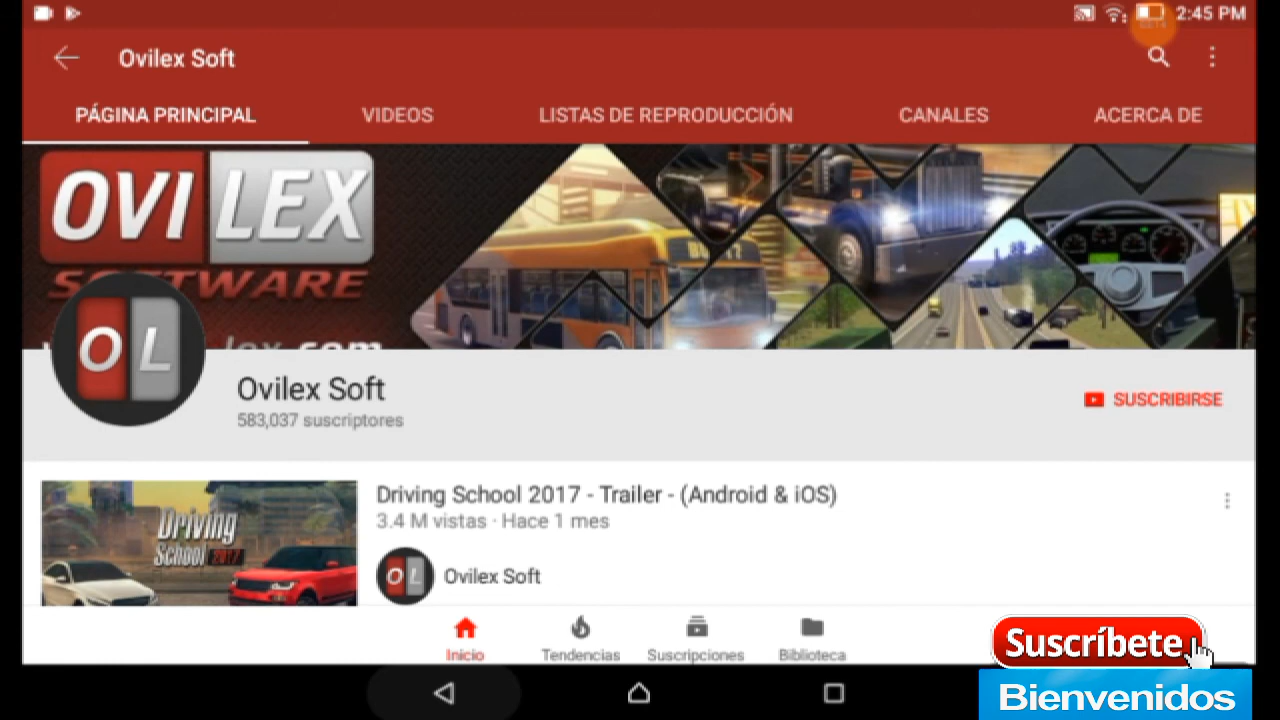 2:45 PM
Ovilex Soft
PÁGINA PRINCIPAL VIDEOS LISTAS DE REPRODUCCIÓN CANALES ACERCA DE
OVILEX
SOFTWARE
OL
Ovilex Soft
583,037 suscriptores
SUSCRIBIRSE
Driving School 2017 - Trailer - (Android & iOS)
3.4 M vistas · Hace 1 mes
Driving
School 2017
OL
Ovilex Soft
Inicio Tendencias Suscripciones Biblioteca
Suscríbete
Bienvenidos